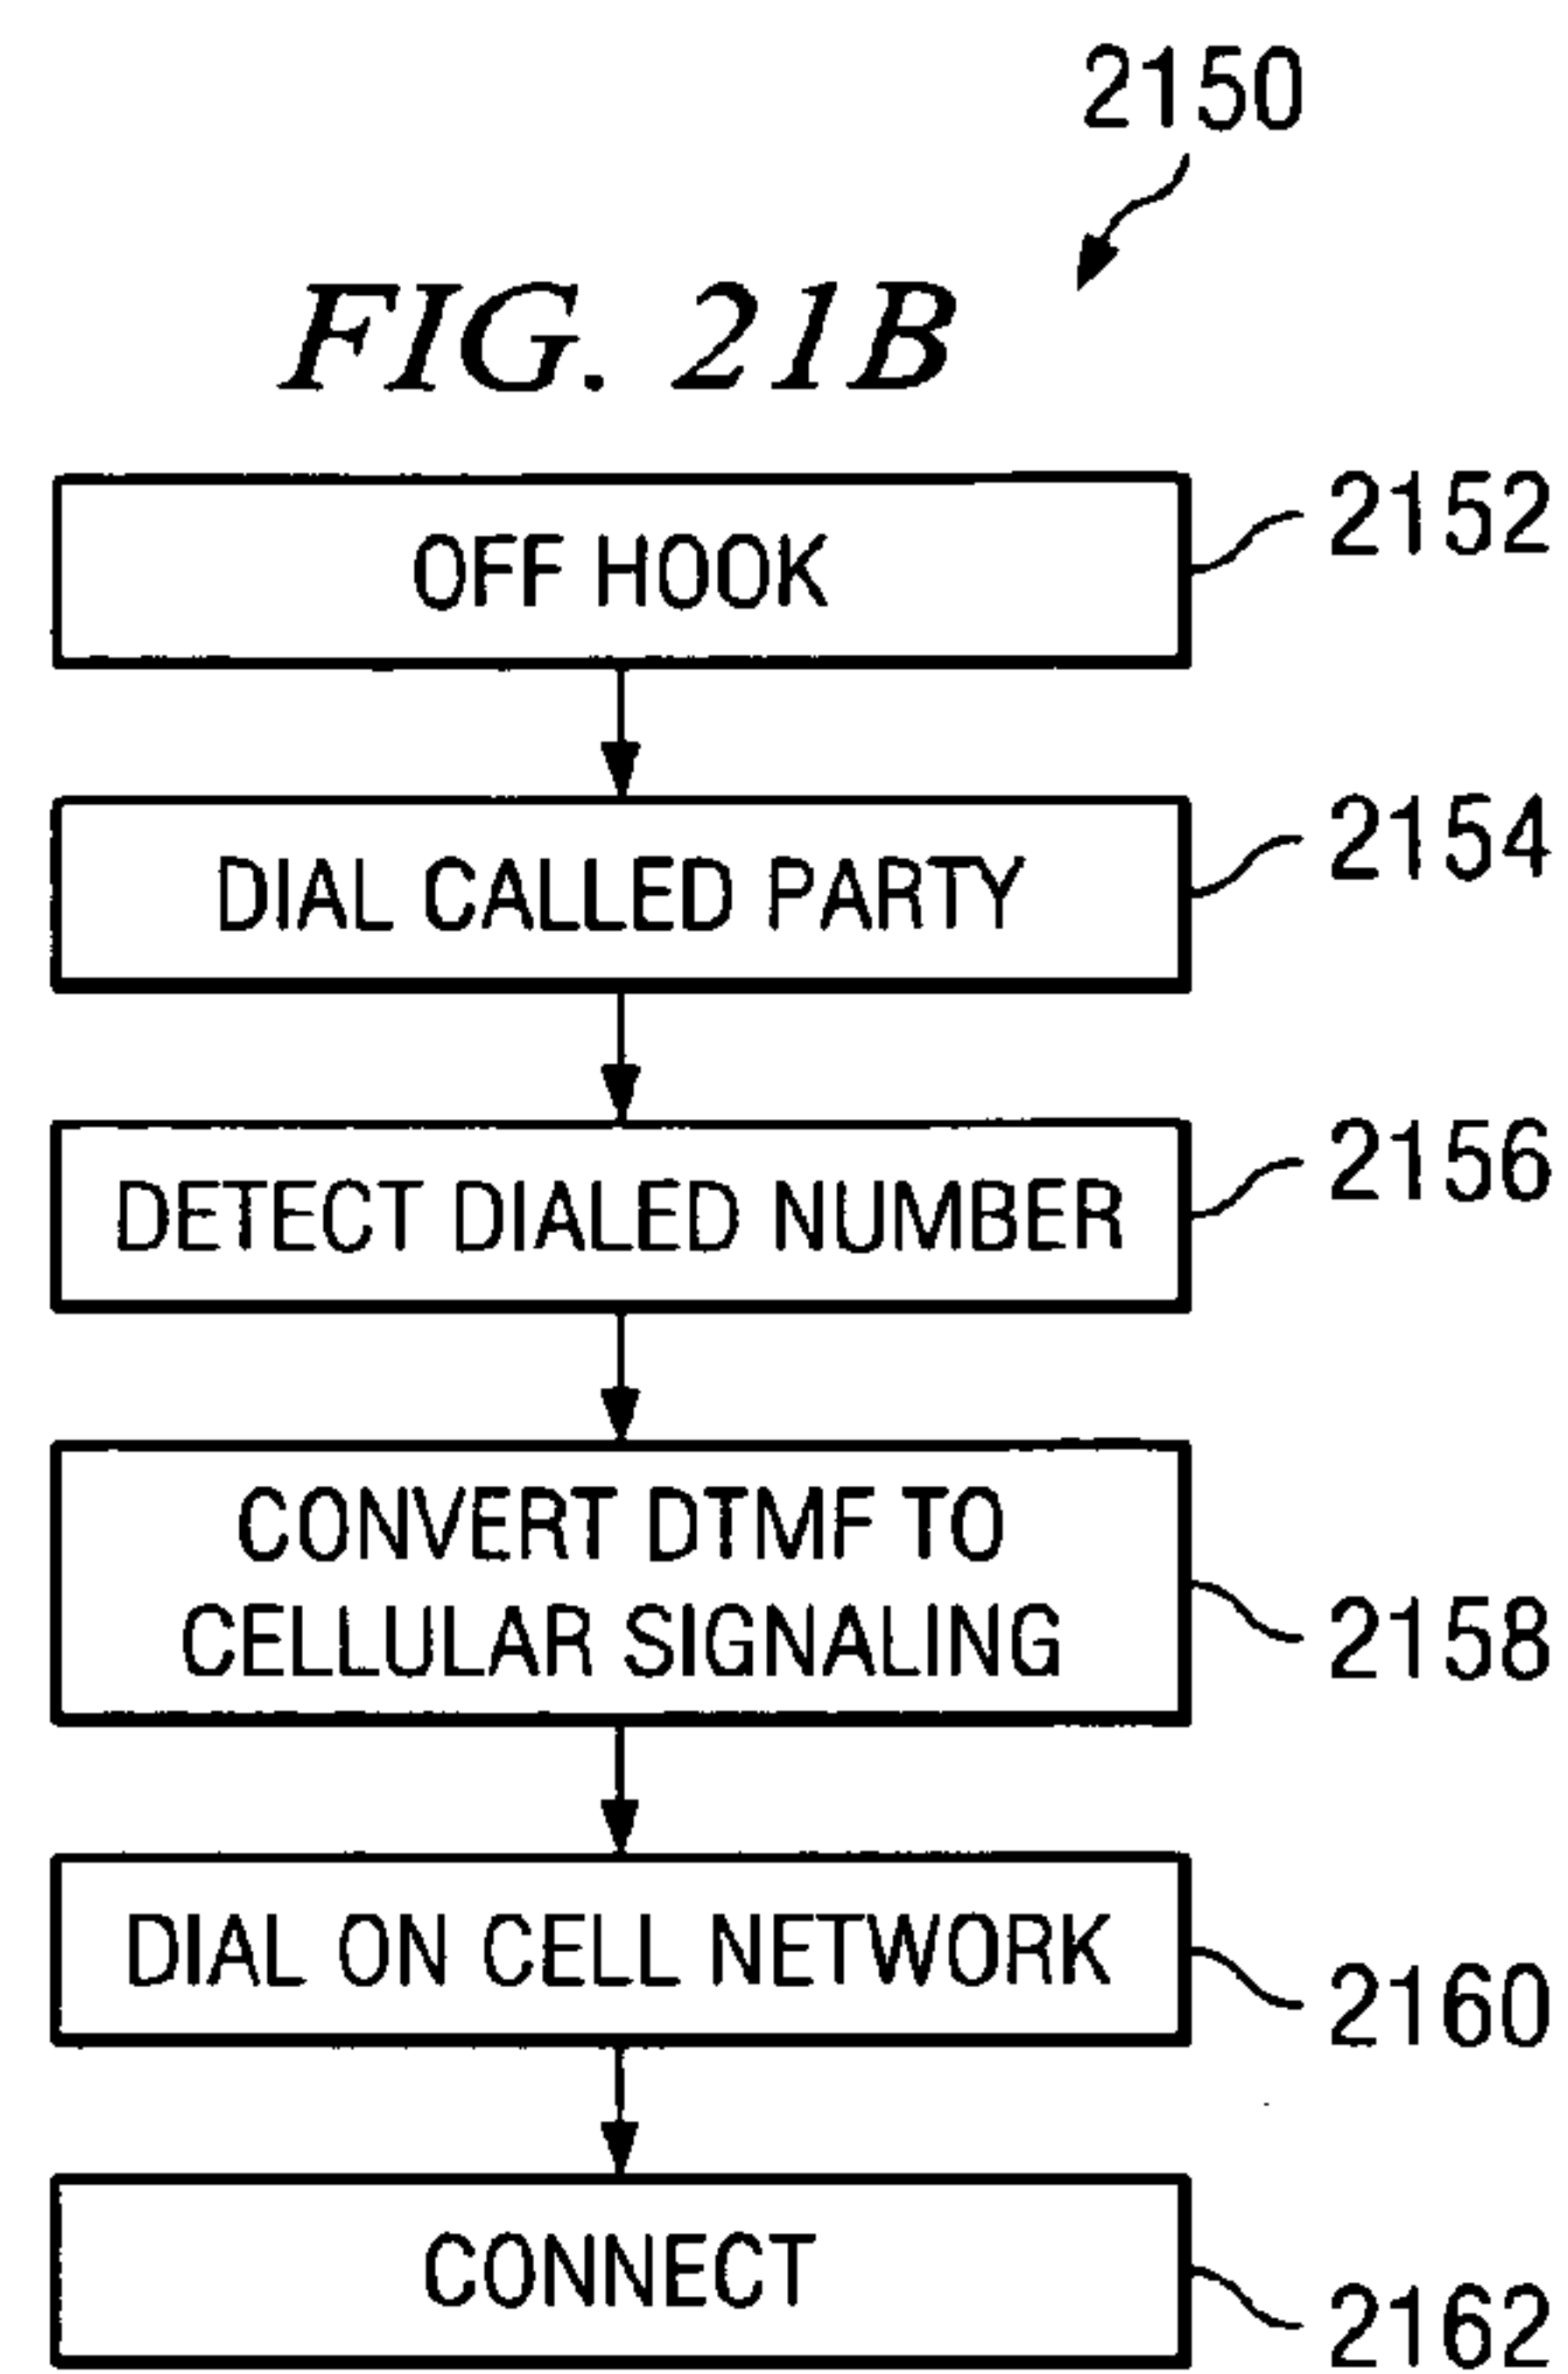 2150
FIG. 21B
OFF HOOK
2152
DIAL CALLED PARTY
2154
DETECT DIALED NUMBER
2156
CONVERT DTMF TO
CELLULAR SIGNALING
2158
DIAL ON CELL NETWORK
2160
CONNECT
2162